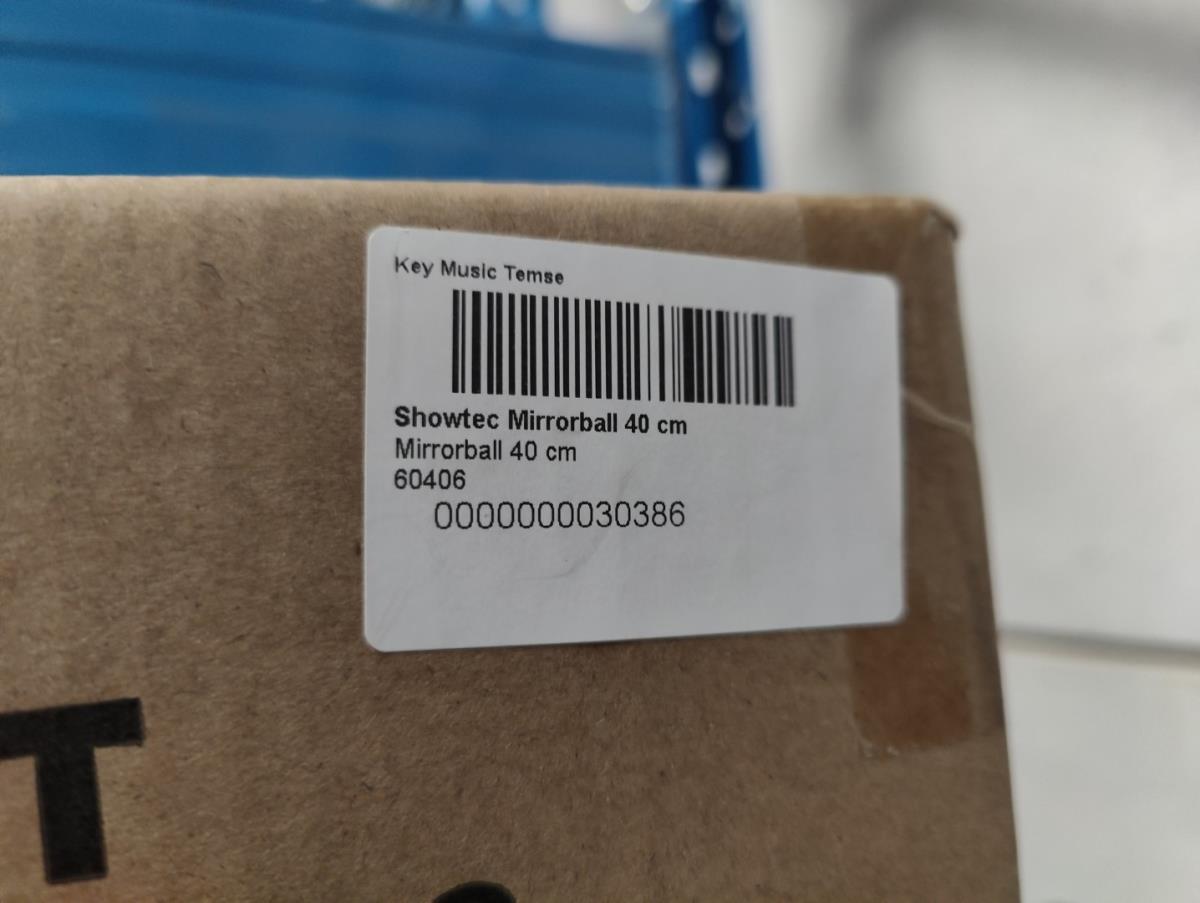 Key Music Temse
Showtec Mirrorball 40 cm
Mirrorball 40 cm
60406
0000000030386
T